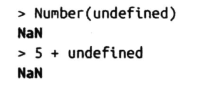 > Number(undefined)
NaN
> 5 + undefined
NaN